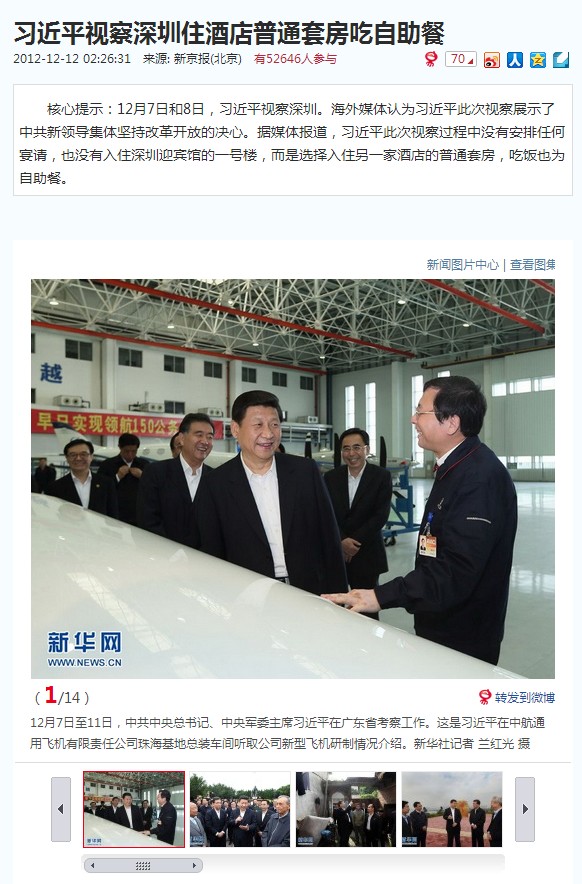 习近平视察深圳住酒店普通套房吃自助餐
2012-12-12 02:26:31 来源: 新京报(北京) 有52646人参与
70
核心提示：12月7日和8日，习近平视察深圳。海外媒体认为习近平此次视察展示了
中共新领导集体坚持改革开放的决心。据媒体报道，习近平此次视察过程中没有安排任何
宴请，也没有入住深圳迎宾馆的一号楼，而是选择入住另一家酒店的普通套房，吃饭也为
自助餐。
新闻图片中心 | 查看图集
越
早日实现领航150公务
新华网
WWW.NEWS.CN
（1/14）
转发到微博
12月7日至11日，中共中央总书记、中央军委主席习近平在广东省考察工作。这是习近平在中航通
用飞机有限责任公司珠海基地总装车间听取公司新型飞机研制情况介绍。新华社记者 兰红光 摄